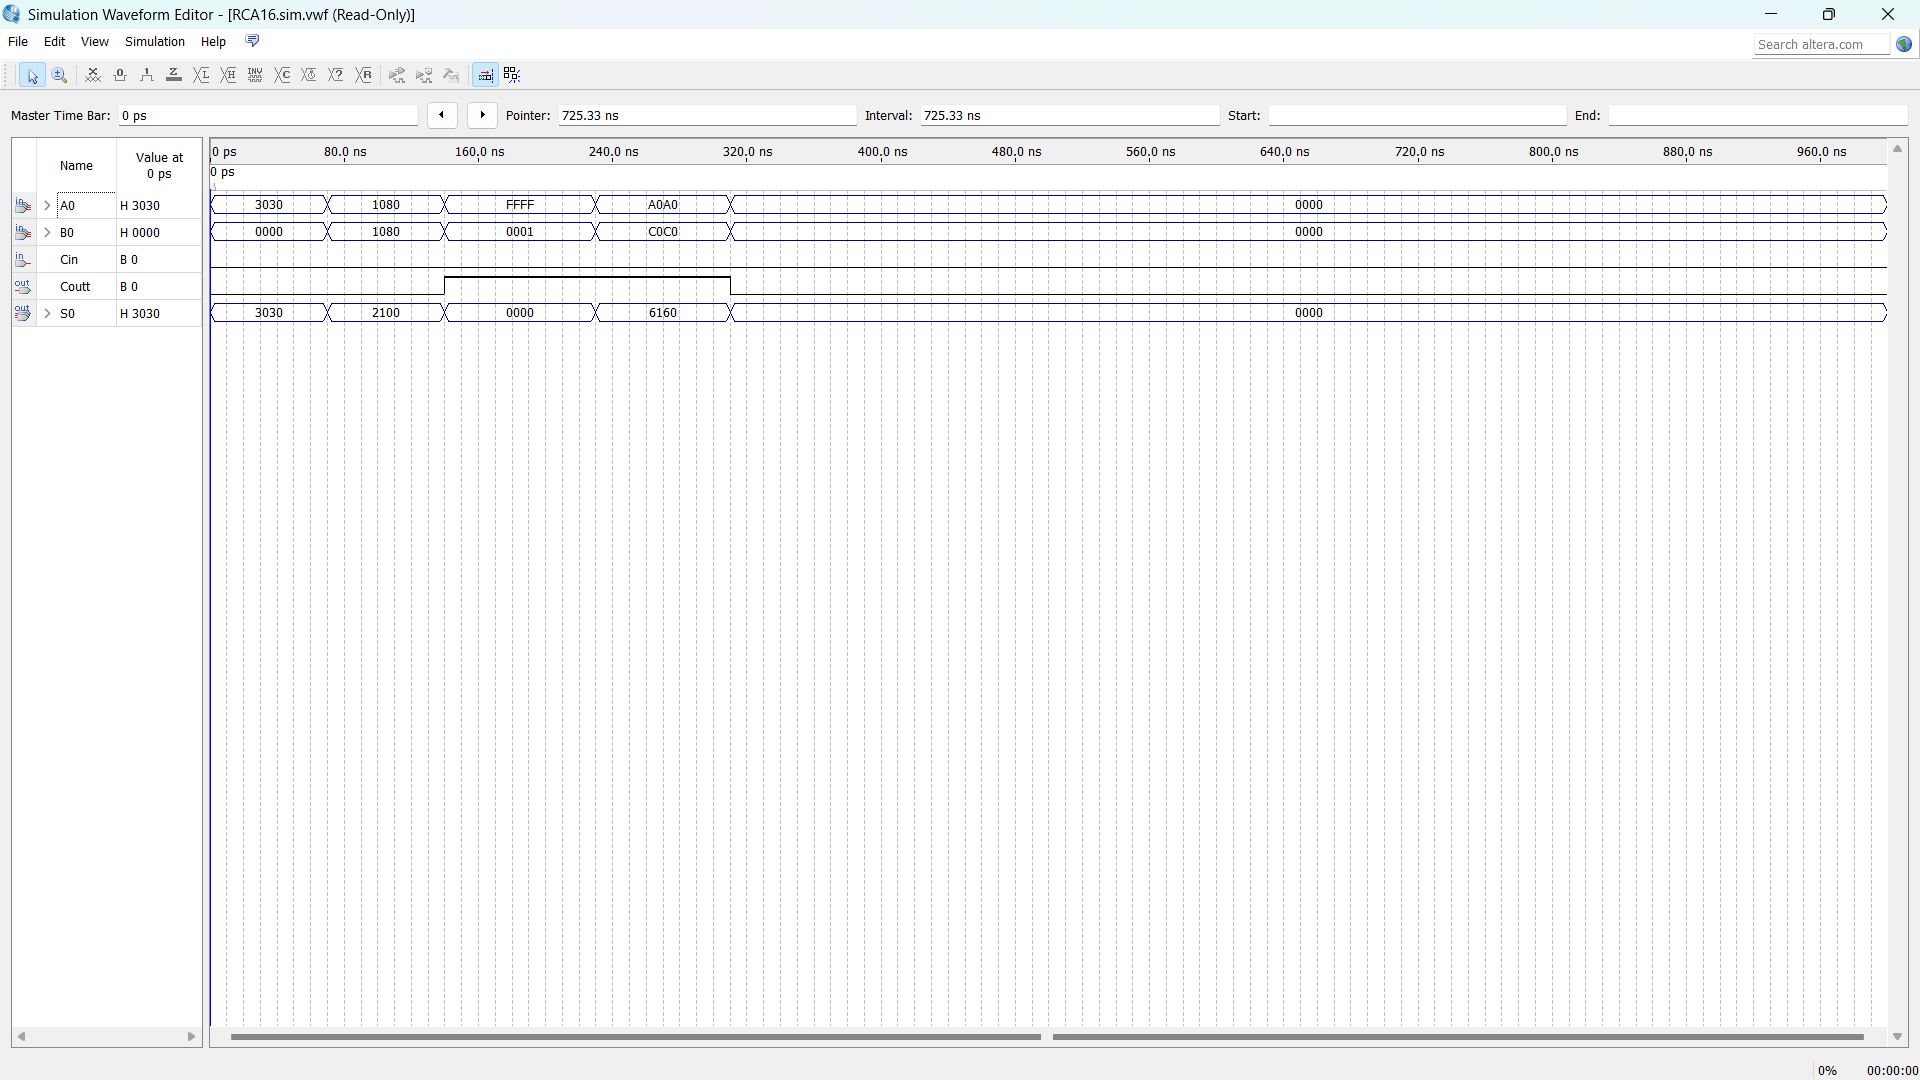 Simulation Waveform Editor - [RCA16.sim.vwf (Read-Only)]
File Edit View Simulation Help
Search altera.com
Master Time Bar: 0 ps Pointer: 725.33 ns Interval: 725.33 ns Start: End:
Name Value at 0 ps
0 ps 80.0 ns 160.0 ns 240.0 ns 320.0 ns 400.0 ns 480.0 ns 560.0 ns 640.0 ns 720.0 ns 800.0 ns 880.0 ns 960.0 ns
0 ps
A0 H 3030 3030 1080 FFFF A0A0 0000
B0 H 0000 0000 1080 0001 C0C0 0000
Cin B 0
Coutt B 0
S0 H 3030 3030 2100 0000 6160 0000
0% 00:00:00